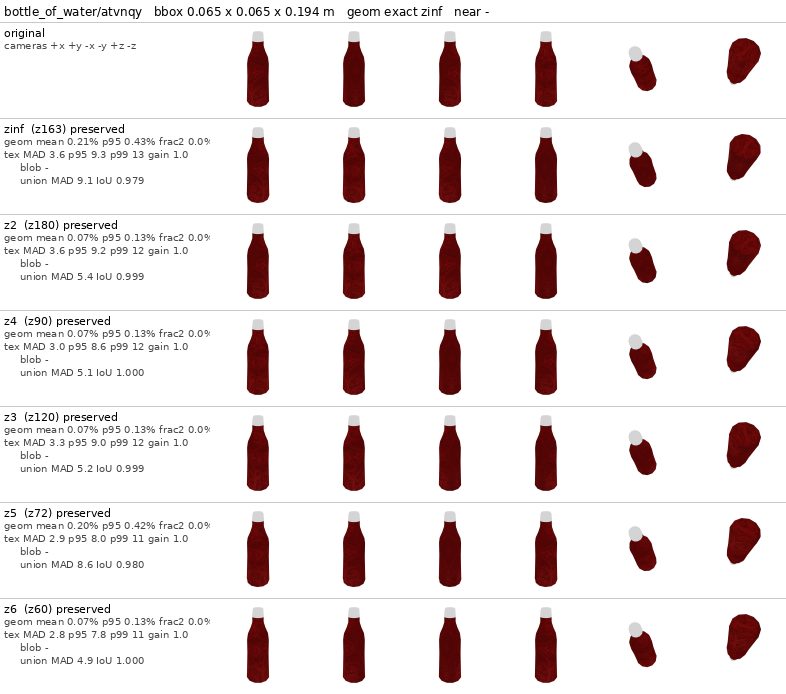 bottle_of_water/atvnqy bbox 0.065 x 0.065 x 0.194 m geom exact zinf near -
original
cameras +x +y -x -y +z -z
zinf (z163) preserved
geom mean 0.21% p95 0.43% frac2 0.0%
tex MAD 3.6 p95 9.3 p99 13 gain 1.0
blob -
union MAD 9.1 IoU 0.979
z2 (z180) preserved
geom mean 0.07% p95 0.13% frac2 0.0%
tex MAD 3.6 p95 9.2 p99 12 gain 1.0
blob -
union MAD 5.4 IoU 0.999
z4 (z90) preserved
geom mean 0.07% p95 0.13% frac2 0.0%
tex MAD 3.0 p95 8.6 p99 12 gain 1.0
blob -
union MAD 5.1 IoU 1.000
z3 (z120) preserved
geom mean 0.07% p95 0.13% frac2 0.0%
tex MAD 3.3 p95 9.0 p99 12 gain 1.0
blob -
union MAD 5.2 IoU 0.999
z5 (z72) preserved
geom mean 0.20% p95 0.42% frac2 0.0%
tex MAD 2.9 p95 8.0 p99 11 gain 1.0
blob -
union MAD 8.6 IoU 0.980
z6 (z60) preserved
geom mean 0.07% p95 0.13% frac2 0.0%
tex MAD 2.8 p95 7.8 p99 11 gain 1.0
blob -
union MAD 4.9 IoU 1.000